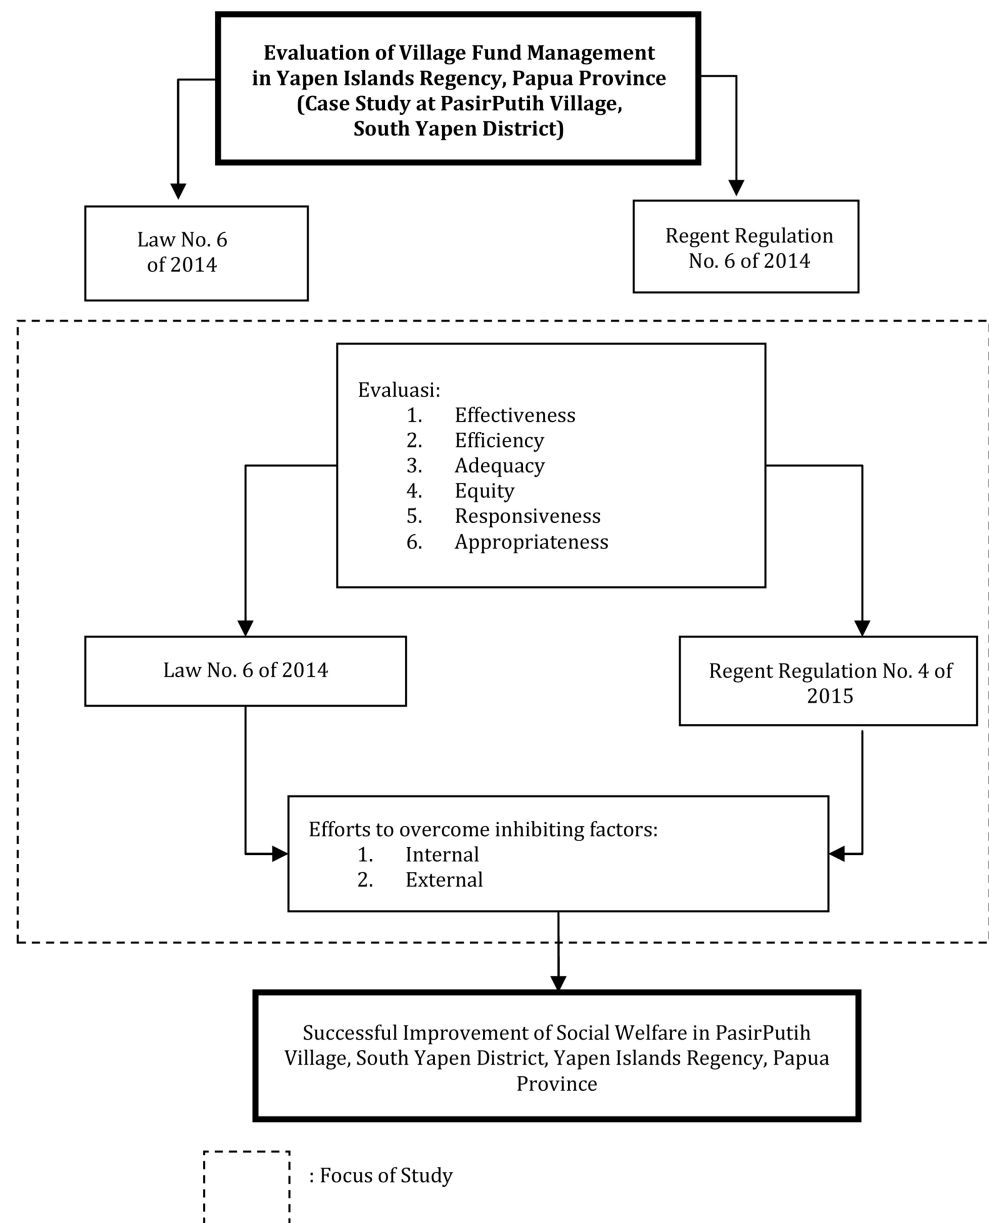 Evaluation of Village Fund Management
in Yapen Islands Regency, Papua Province
(Case Study at PasirPutih Village,
South Yapen District)
Law No. 6
of 2014
Regent Regulation
No. 6 of 2014
Evaluasi:
1. Effectiveness
2. Efficiency
3. Adequacy
4. Equity
5. Responsiveness
6. Appropriateness
Law No. 6 of 2014
Regent Regulation No. 4 of
2015
Efforts to overcome inhibiting factors:
1. Internal
2. External
Successful Improvement of Social Welfare in PasirPutih
Village, South Yapen District, Yapen Islands Regency, Papua
Province
: Focus of Study